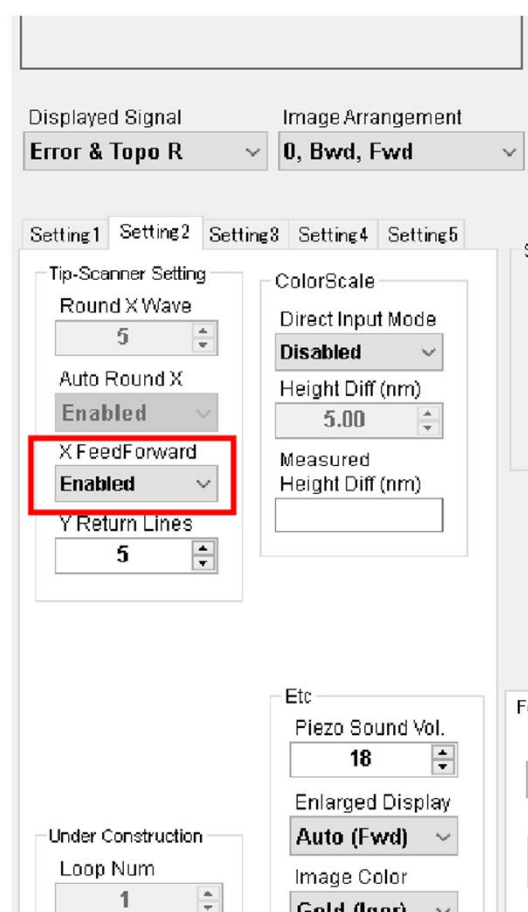 Displayed Signal
Image Arrangement
Error & Topo R
0, Bwd, Fwd
Setting1
Setting2
Setting3
Setting4
Setting5
Tip-Scanner Setting
Round X Wave
5
Auto Round X
Enabled
X FeedForward
Enabled
Y Return Lines
5
ColorScale
Direct Input Mode
Disabled
Height Diff (nm)
5.00
Measured
Height Diff (nm)
Etc
Piezo Sound Vol.
18
Enlarged Display
Auto (Fwd)
Image Color
Gold (Igor)
Under Construction
Loop Num
1